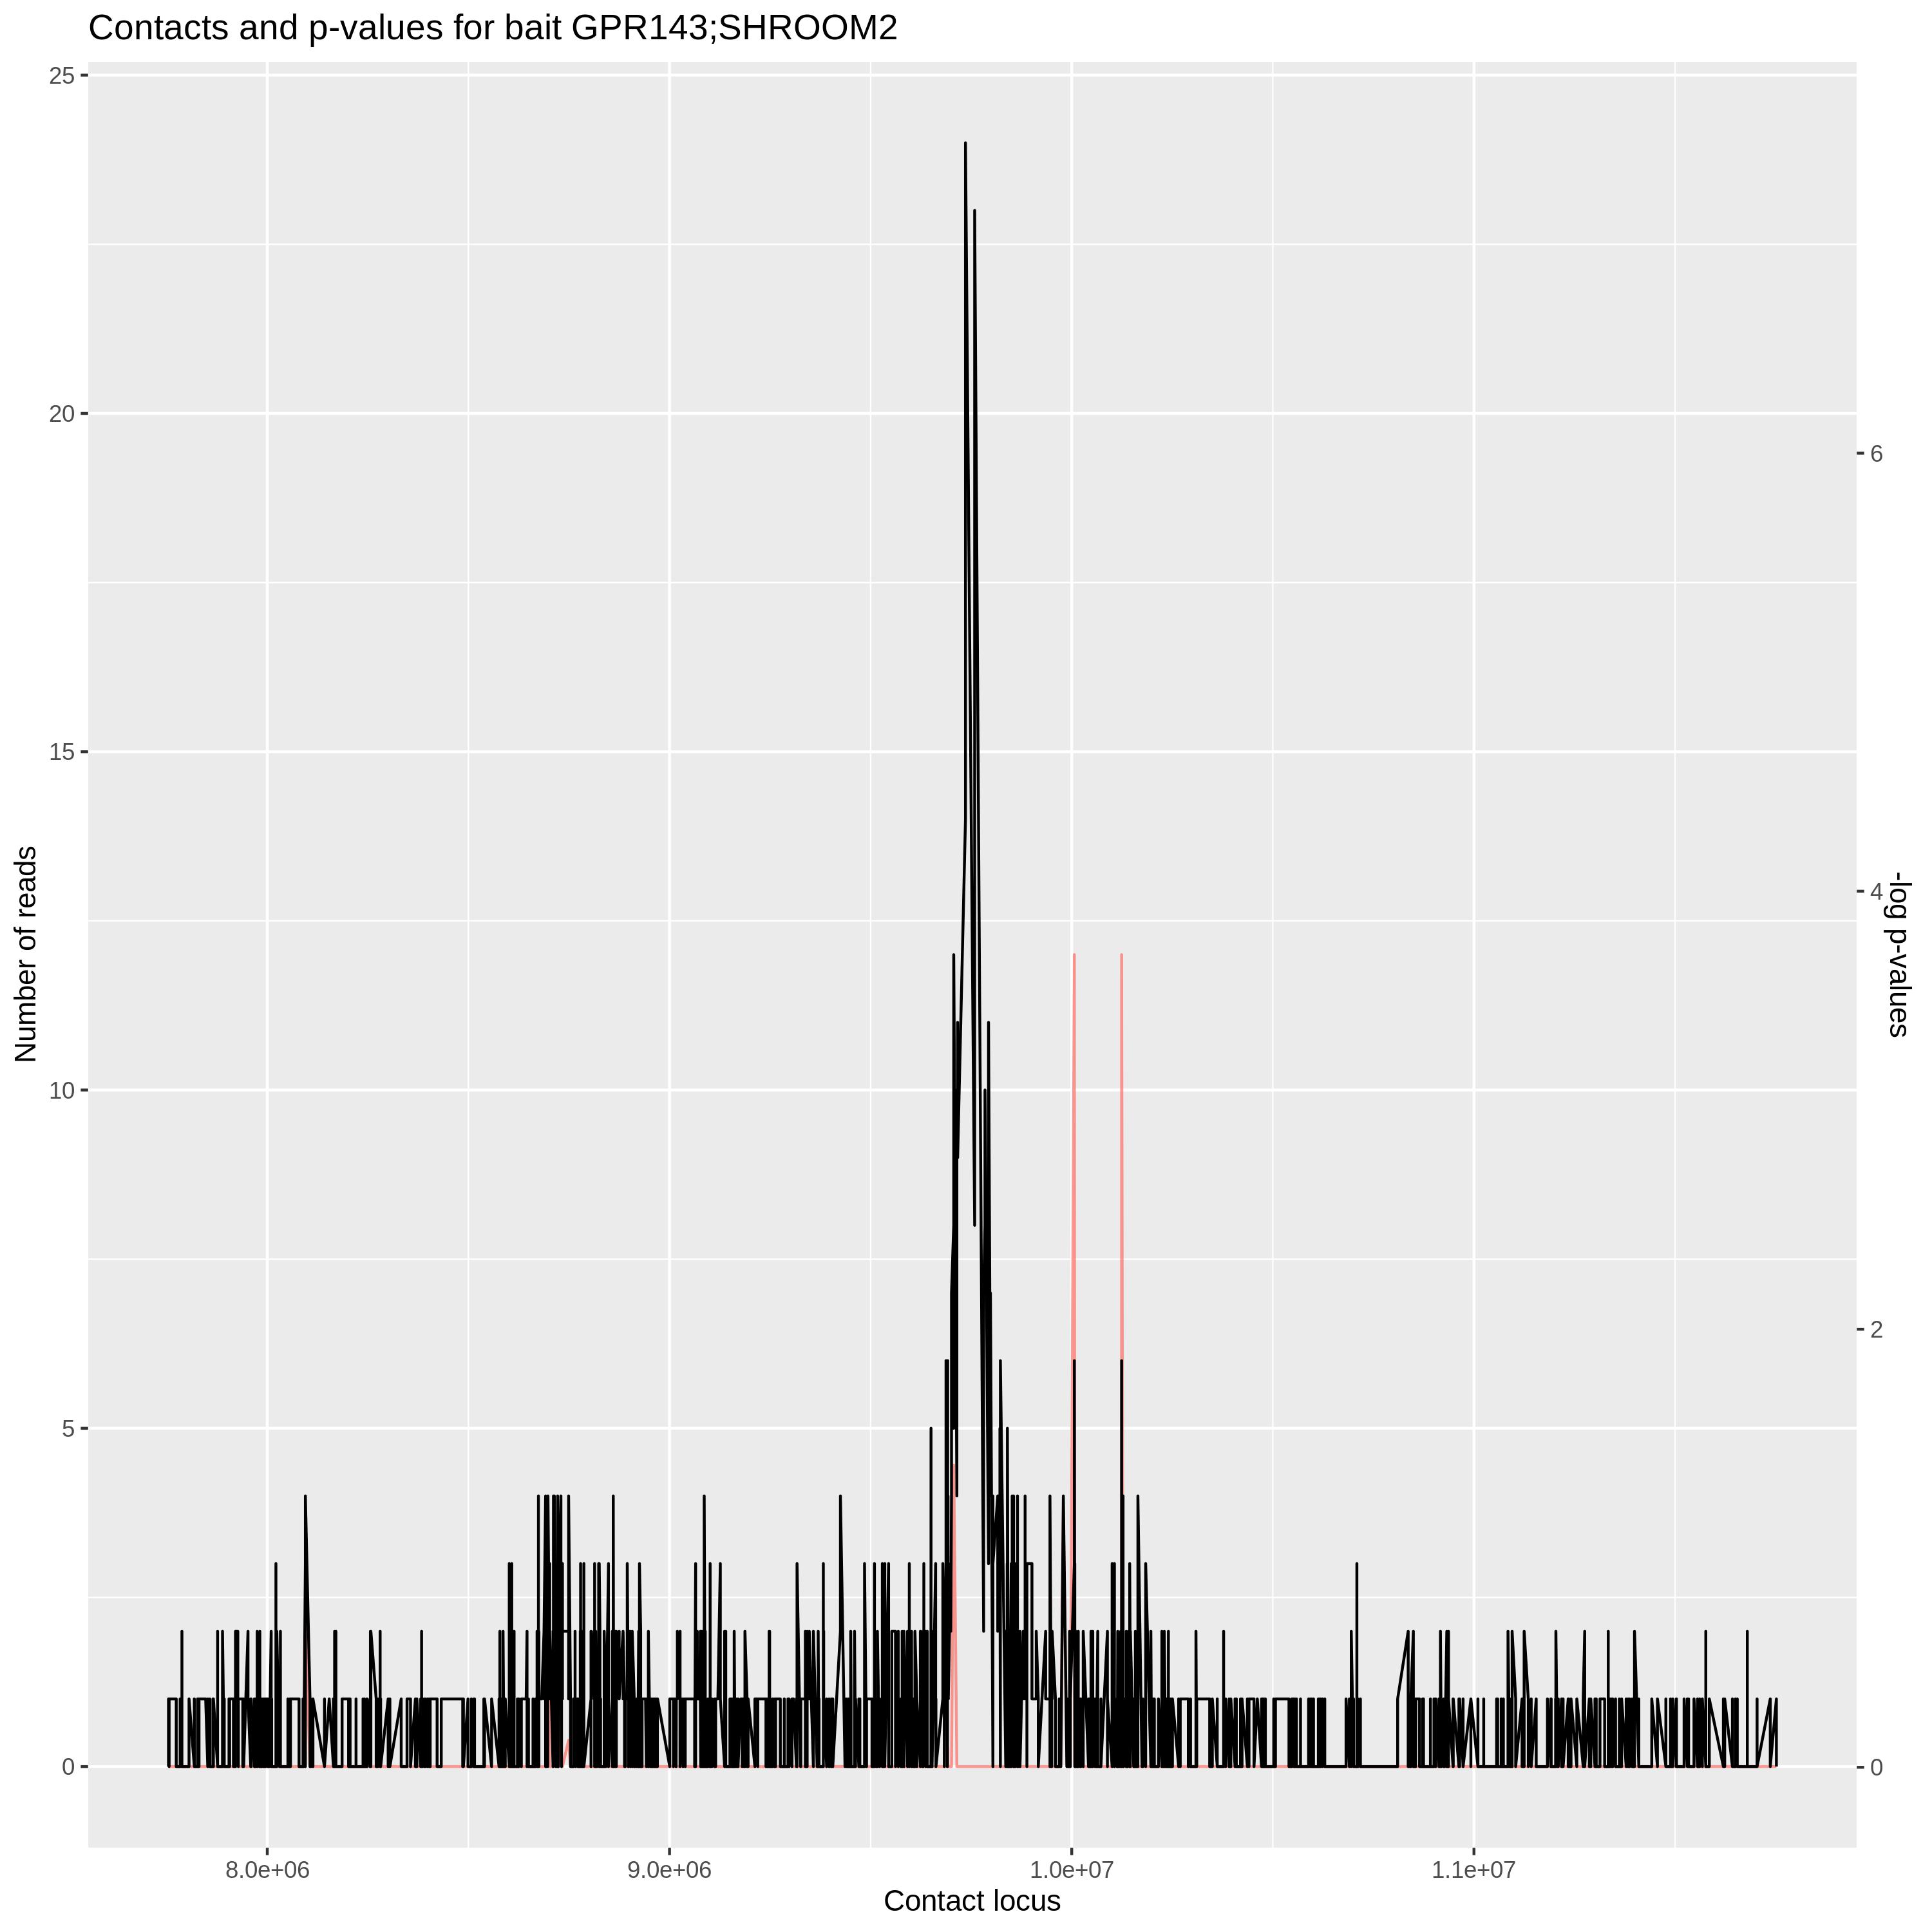 Contacts and p-values for bait GPR143;SHROOM2
25
20
15
10
5
0
Number of reads
6
4
2
0
-log p-values
8.0e+06
9.0e+06
1.0e+07
1.1e+07
Contact locus